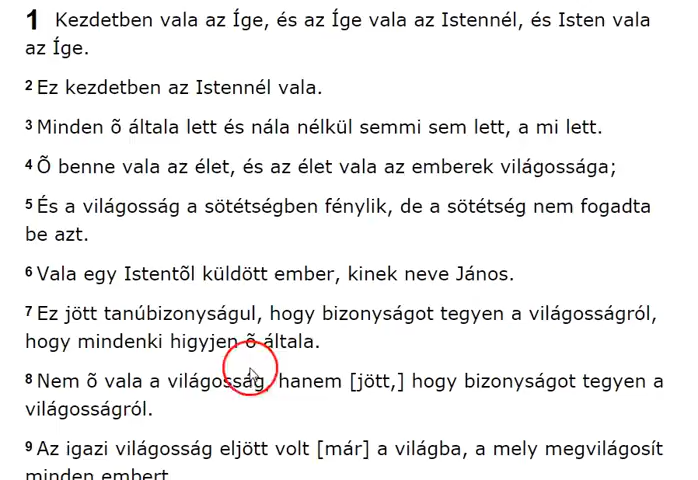 1 Kezdetben vala az Íge, és az Íge vala az Istennél, és Isten vala
az Íge.
2 Ez kezdetben az Istennél vala.
3 Minden õ általa lett és nála nélkül semmi sem lett, a mi lett.
4 Õ benne vala az élet, és az élet vala az emberek világossága;
5 És a világosság a sötétségben fénylik, de a sötétség nem fogadta
be azt.
6 Vala egy Istentõl küldött ember, kinek neve János.
7 Ez jött tanúbizonyságul, hogy bizonyságot tegyen a világosságról,
hogy mindenki higyjen õ általa.
8 Nem õ vala a világosság, hanem [jött,] hogy bizonyságot tegyen a
világosságról.
9 Az igazi világosság eljött volt [már] a világba, a mely megvilágosít
minden embert